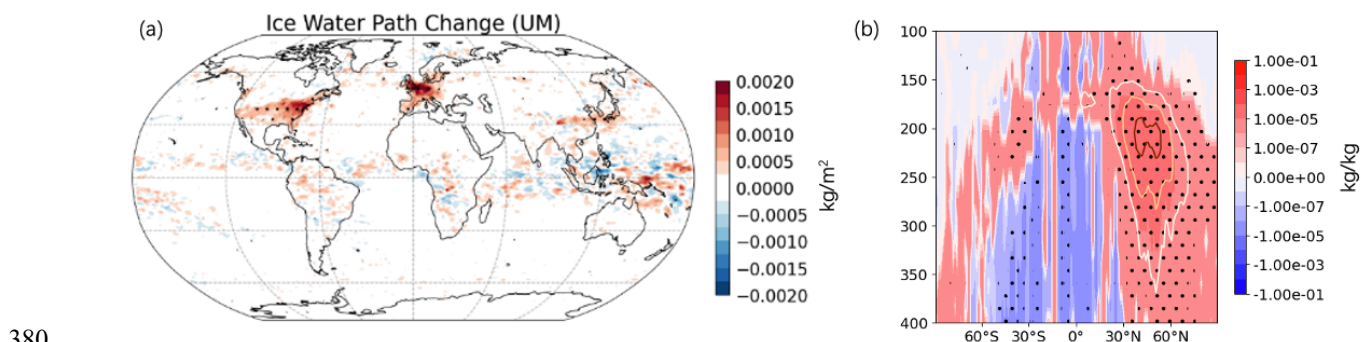 (a)
Ice Water Path Change (UM)
0.0020
0.0015
0.0010
0.0005
0.0000
−0.0005
−0.0010
−0.0015
−0.0020
kg/m²
(b)
100
150
200
250
300
350
400
60°S 30°S 0° 30°N 60°N
1.00e-01
1.00e-03
1.00e-05
1.00e-07
0.00e+00
-1.00e-07
-1.00e-05
-1.00e-03
-1.00e-01
kg/kg
380